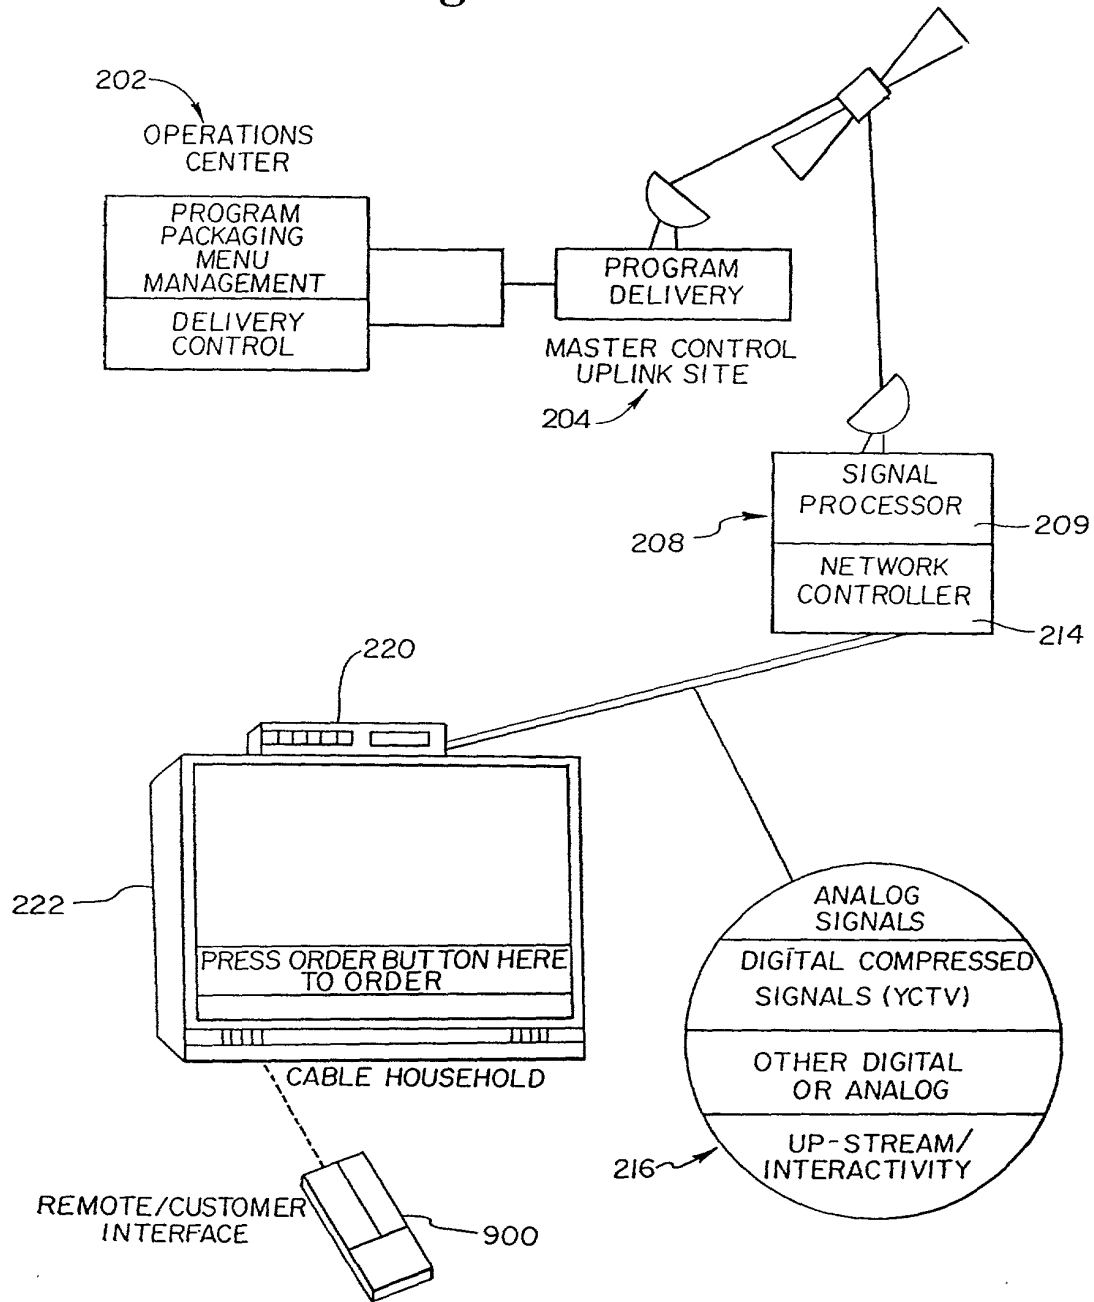 202
OPERATIONS
CENTER
PROGRAM
PACKAGING
MENU
MANAGEMENT
DELIVERY
CONTROL
PROGRAM
DELIVERY
MASTER CONTROL
UPLINK SITE
204
SIGNAL
PROCESSOR
209
208
NETWORK
CONTROLLER
214
220
222
PRESS ORDER BUTTON HERE
TO ORDER
CABLE HOUSEHOLD
ANALOG
SIGNALS
DIGITAL COMPRESSED
SIGNALS (YCTV)
OTHER DIGITAL
OR ANALOG
UP-STREAM/
INTERACTIVITY
216
REMOTE/CUSTOMER
INTERFACE
900